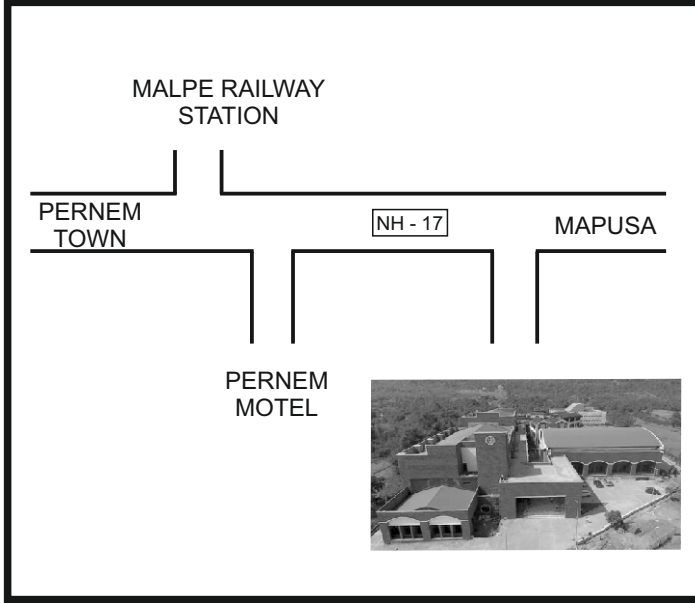 MALPE RAILWAY
STATION
PERNEM
TOWN
NH - 17
MAPUSA
PERNEM
MOTEL